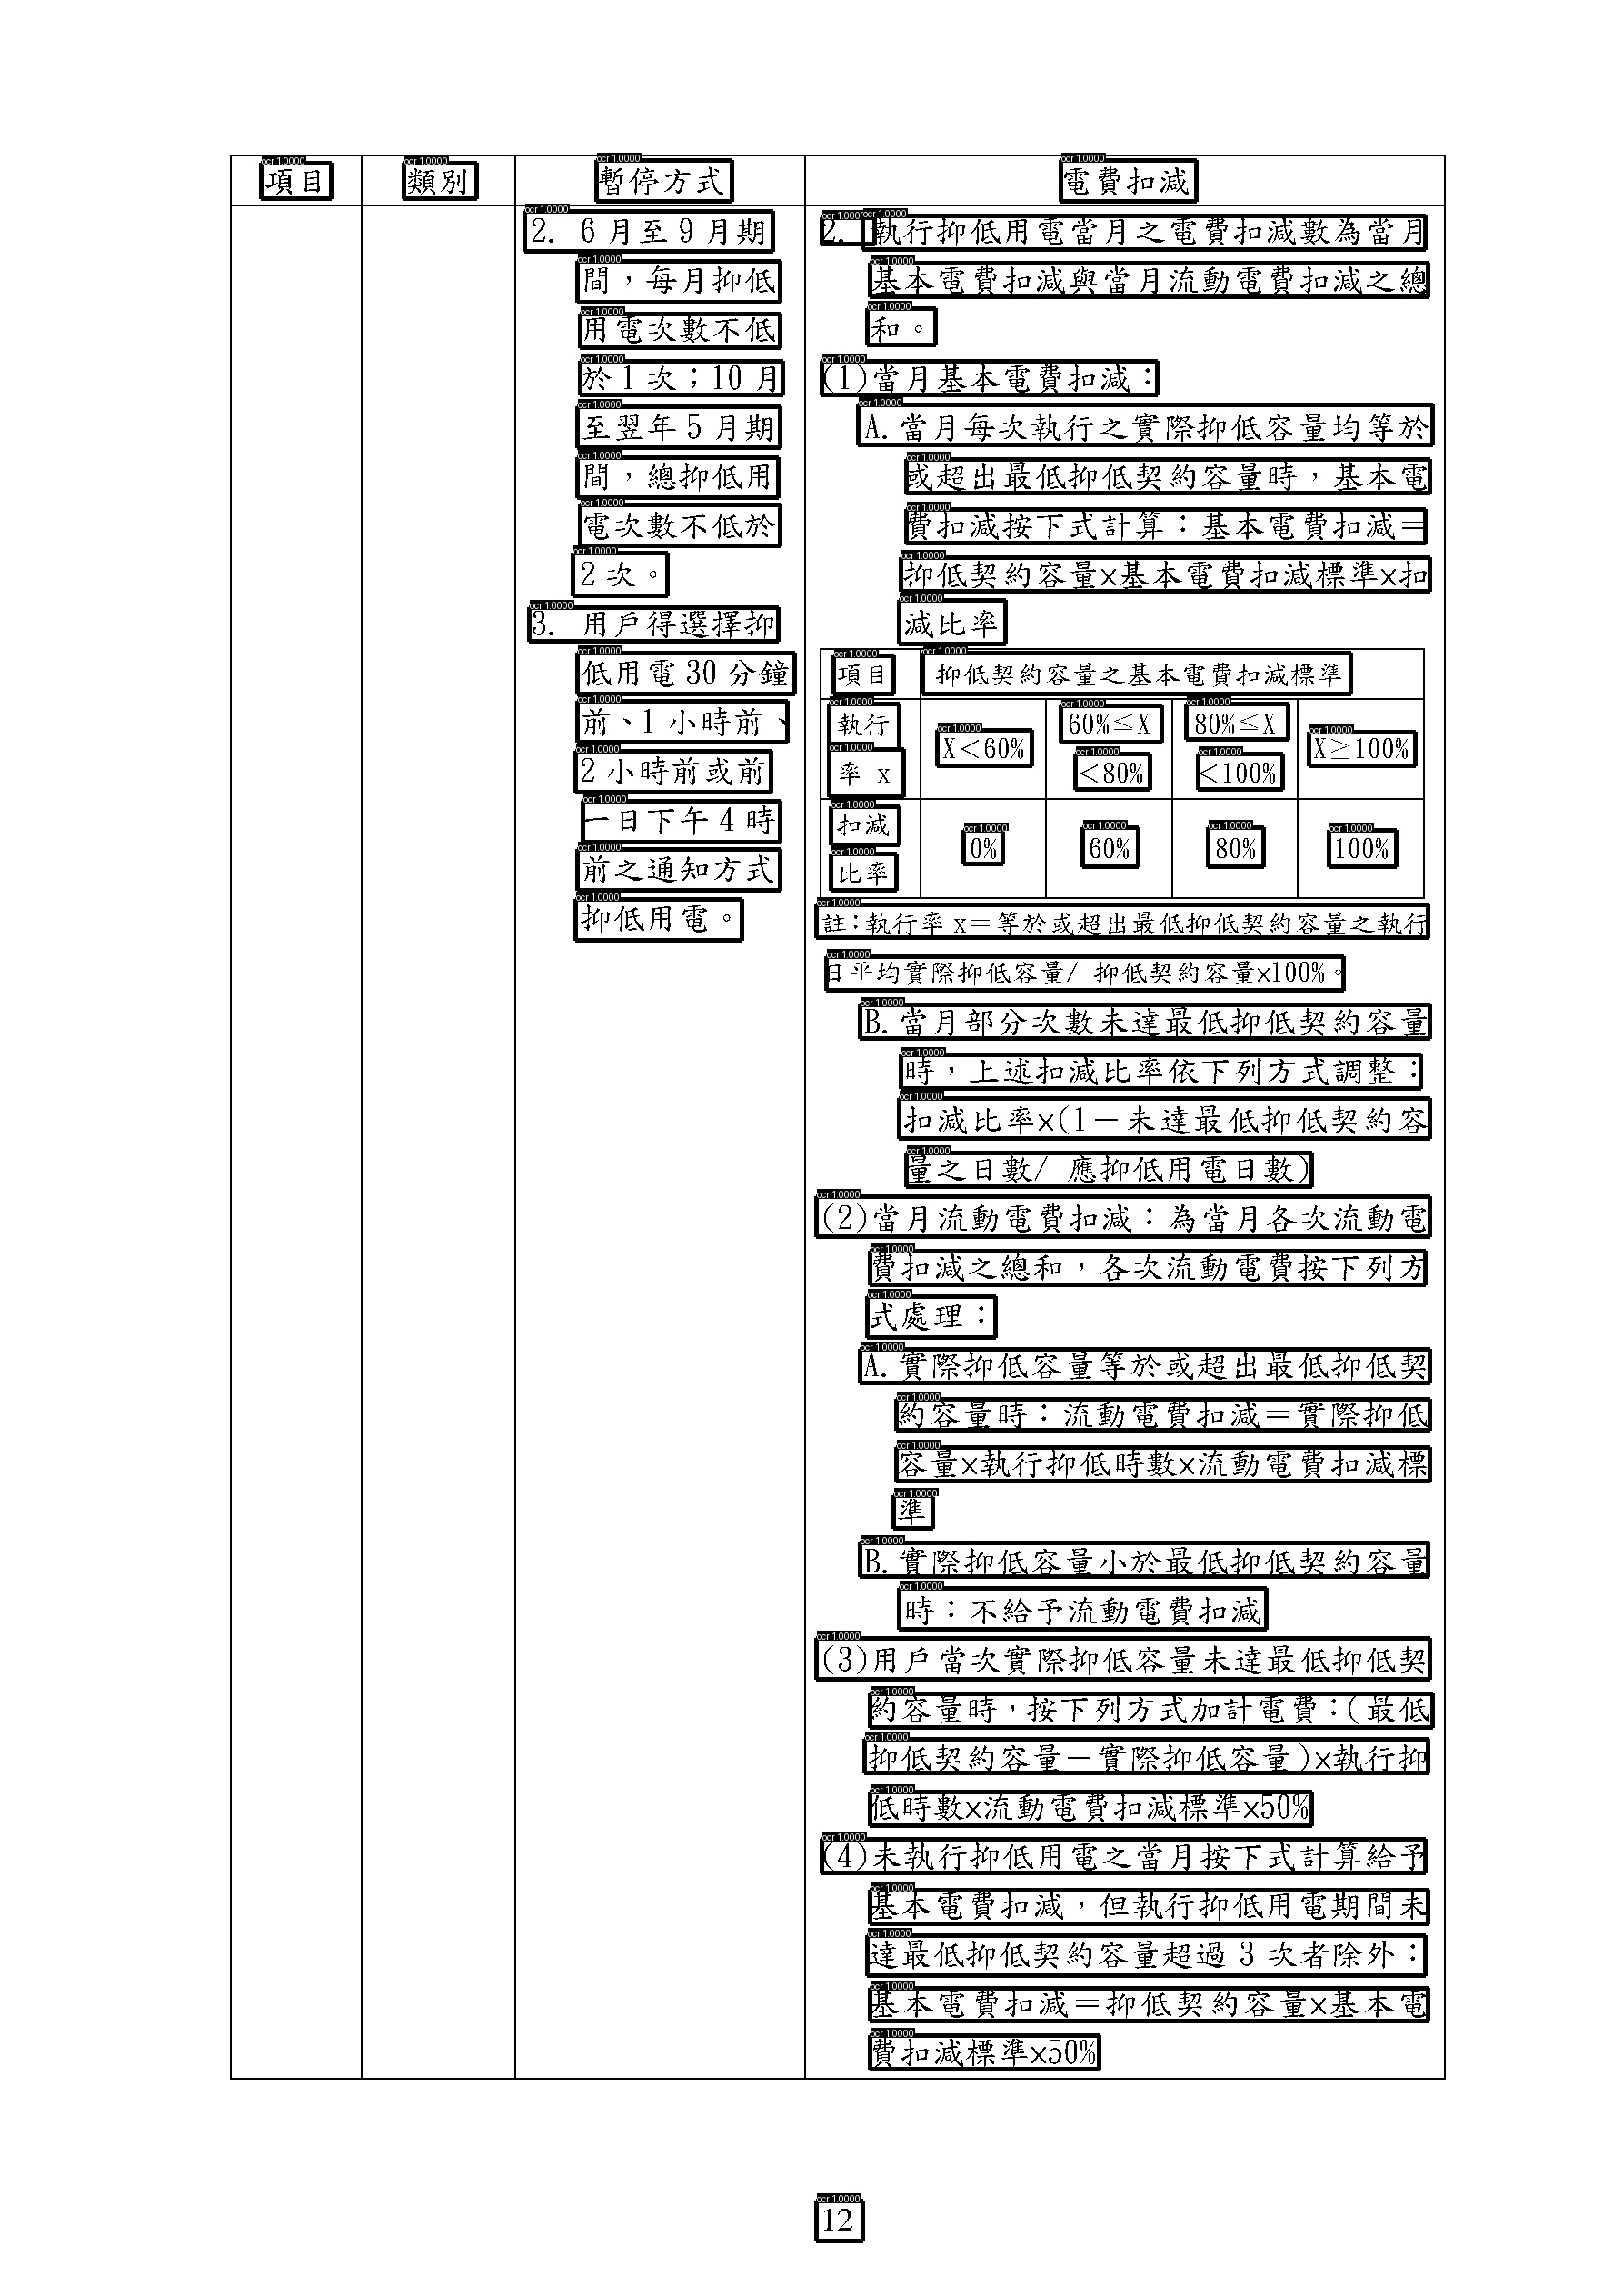 項目 類別 暫停方式 電費扣減
2. 6 月至 9 月期
間，每月抑低
用電次數不低
於 1 次；10 月
至翌年 5 月期
間，總抑低用
電次數不低於
2 次。
3. 用戶得選擇抑
低用電 30 分鐘
前、1 小時前、
2 小時前或前
一日下午 4 時
前之通知方式
抑低用電。
2. 執行抑低用電當月之電費扣減數為當月
基本電費扣減與當月流動電費扣減之總
和。
(1)當月基本電費扣減：
A.當月每次執行之實際抑低容量均等於
或超出最低抑低契約容量時，基本電
費扣減按下式計算：基本電費扣減＝
抑低契約容量×基本電費扣減標準×扣
減比率
項目 抑低契約容量之基本電費扣減標準
執行
率 x
X＜60%
60%≦X
＜80%
80%≦X
＜100%
X≧100%
扣減
比率
0% 60% 80% 100%
註：執行率 x＝等於或超出最低抑低契約容量之執行
日平均實際抑低容量/ 抑低契約容量×100%。
B.當月部分次數未達最低抑低契約容量
時，上述扣減比率依下列方式調整：
扣減比率×(1－未達最低抑低契約容
量之日數/ 應抑低用電日數)
(2)當月流動電費扣減：為當月各次流動電
費扣減之總和，各次流動電費按下列方
式處理：
A.實際抑低容量等於或超出最低抑低契
約容量時：流動電費扣減＝實際抑低
容量×執行抑低時數×流動電費扣減標
準
B.實際抑低容量小於最低抑低契約容量
時：不給予流動電費扣減
(3)用戶當次實際抑低容量未達最低抑低契
約容量時，按下列方式加計電費：(最低
抑低契約容量－實際抑低容量)×執行抑
低時數×流動電費扣減標準×50%
(4)未執行抑低用電之當月按下式計算給予
基本電費扣減，但執行抑低用電期間未
達最低抑低契約容量超過 3 次者除外：
基本電費扣減＝抑低契約容量×基本電
費扣減標準×50%
12